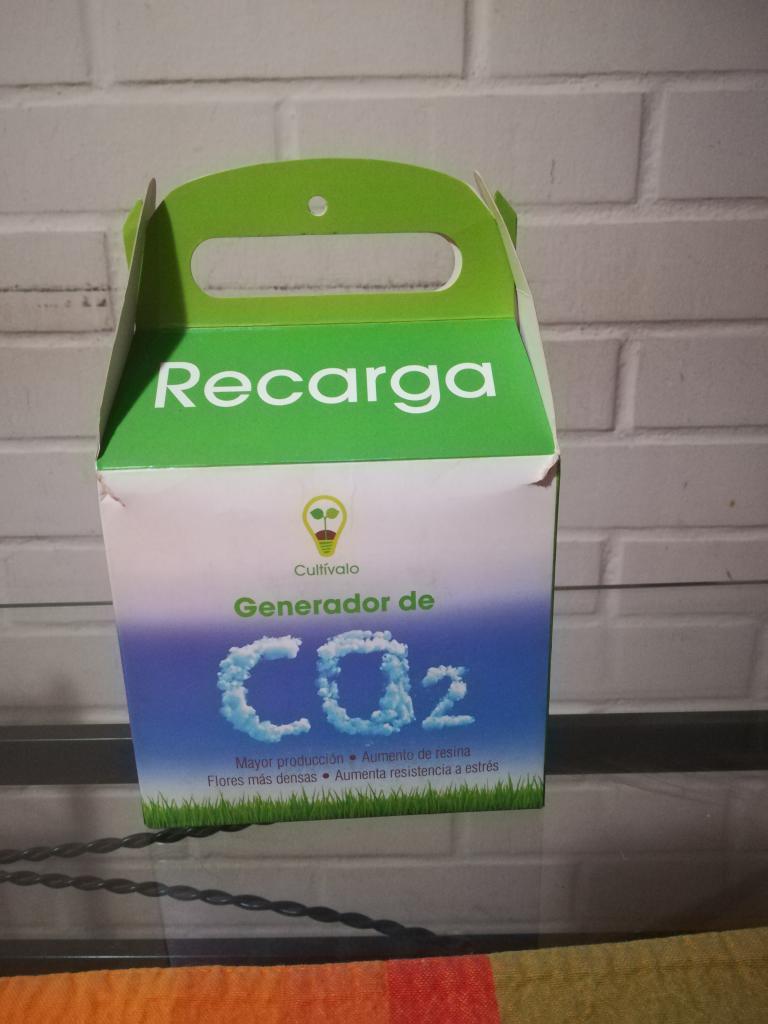 Recarga
Cultívalo
Generador de
CO2
Mayor producción • Aumento de resina
Flores más densas • Aumenta resistencia a estrés